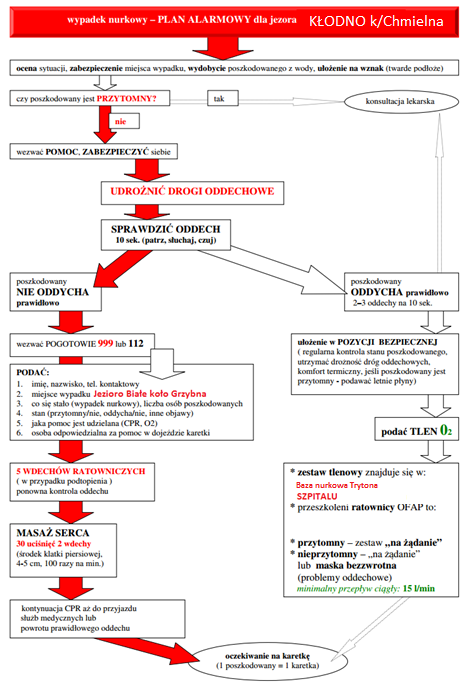 wypadek nurkowy – PLAN ALARMOWY dla jezora KŁODNO k/Chmielna
ocena sytuacji, zabezpieczenie miejsca wypadku, wydobycie poszkodowanego z wody, ułożenie na wznak (twarde podłoże)
czy poszkodowany jest PRZYTOMNY?
tak
konsultacja lekarska
nie
wezwać POMOC, ZABEZPIECZYĆ siebie
UDROŻNIĆ DROGI ODDECHOWE
SPRAWDZIĆ ODDECH
10 sek. (patrz, słuchaj, czuj)
poszkodowany
NIE ODDYCHA
prawidłowo
poszkodowany
ODDYCHA prawidłowo
2–3 oddechy na 10 sek.
wezwać POGOTOWIE 999 lub 112
PODAĆ:
1. imię, nazwisko, tel. kontaktowy
2. miejsce wypadku Jezioro Białe koło Grzybna
3. co się stało (wypadek nurkowy), liczba osób poszkodowanych
4. stan (przytomny/nie, oddycha/nie, inne objawy)
5. jaka pomoc jest udzielana (CPR, O2)
6. osoba odpowiedzialna za pomoc w dojeździe karetki
ułożenie w POZYCJI BEZPIECZNEJ
( regularna kontrola stanu poszkodowanego,
utrzymać drożność dróg oddechowych,
komfort termiczny, jeśli poszkodowany jest
przytomny - podawać letnie płyny)
podać TLEN O2
5 WDECHÓW RATOWNICZYCH
( w przypadku podtopienia )
ponowna kontrola oddechu
* zestaw tlenowy znajduje się w:
Baza nurkowa Trytona
SZPITALU
* przeszkoleni ratownicy OFAP to:
* przytomny – zestaw „na żądanie”
* nieprzytomny – „na żądanie”
lub maska bezzwrotna
(problemy oddechowe)
minimalny przepływ ciągły: 15 l/min
MASAŻ SERCA
30 uciśnięć 2 wdechy
(środek klatki piersiowej,
4-5 cm, 100 razy na min.)
kontynuacja CPR aż do przyjazdu
służb medycznych lub
powrotu prawidłowego oddechu
oczekiwanie na karetkę
(1 poszkodowany = 1 karetka)